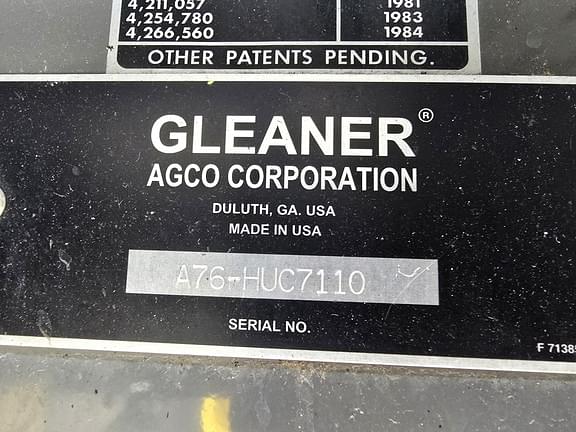 4,211,057 1981
4,254,780 1983
4,266,560 1984
OTHER PATENTS PENDING.
GLEANER®
AGCO CORPORATION
DULUTH, GA. USA
MADE IN USA
A76-HUC7110
SERIAL NO.
F 7138